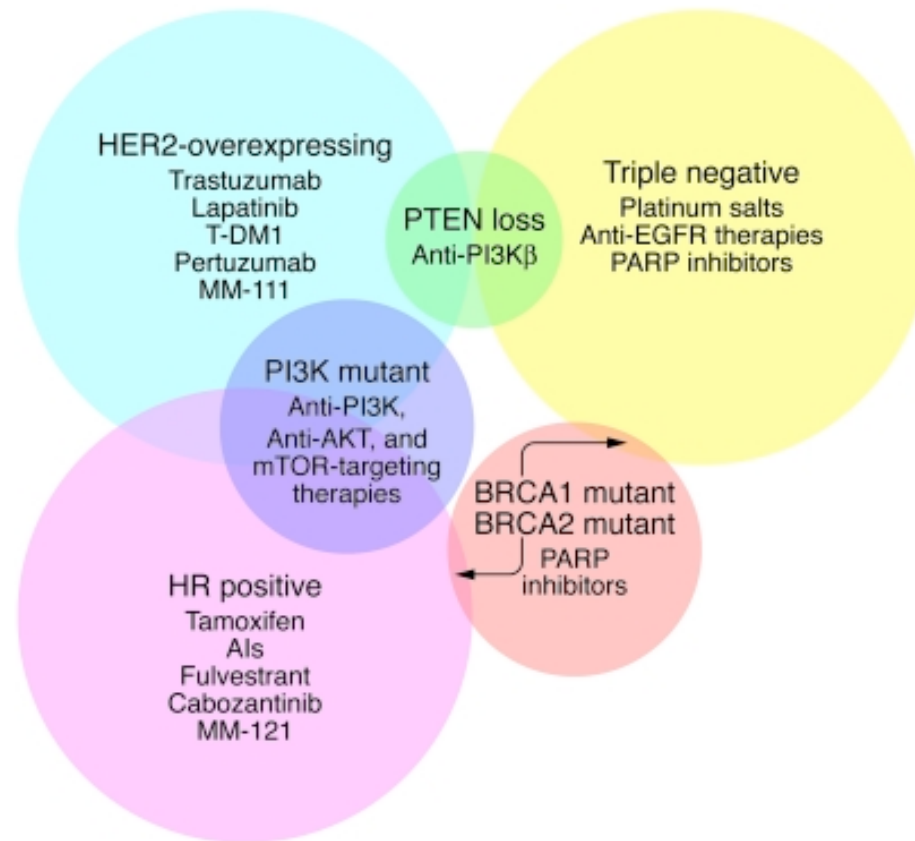 HER2-overexpressing
Trastuzumab
Lapatinib
T-DM1
Pertuzumab
MM-111
PTEN loss
Anti-PI3Kβ
Triple negative
Platinum salts
Anti-EGFR therapies
PARP inhibitors
PI3K mutant
Anti-PI3K,
Anti-AKT, and
mTOR-targeting
therapies
BRCA1 mutant
BRCA2 mutant
PARP
inhibitors
HR positive
Tamoxifen
AIs
Fulvestrant
Cabozantinib
MM-121